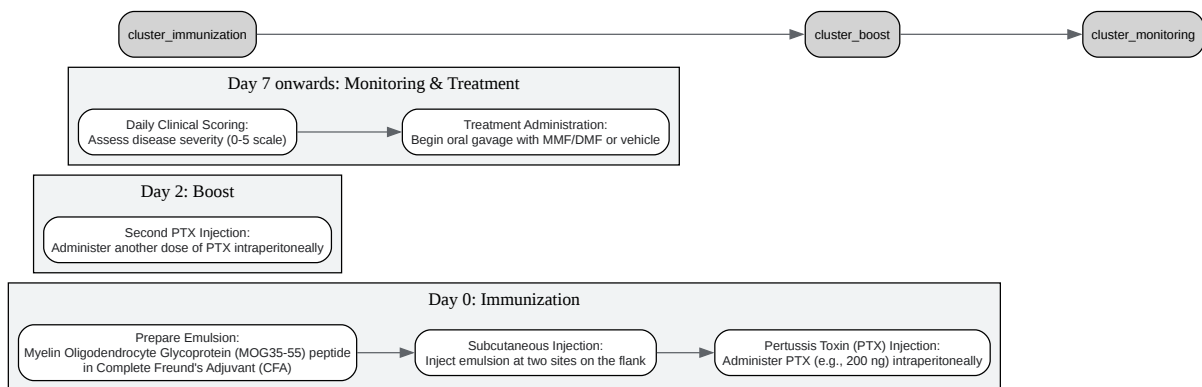 cluster_immunization
cluster_boost
cluster_monitoring
Day 7 onwards: Monitoring & Treatment
Daily Clinical Scoring:
Assess disease severity (0-5 scale)
Treatment Administration:
Begin oral gavage with MMF/DMF or vehicle
Day 2: Boost
Second PTX Injection:
Administer another dose of PTX intraperitoneally
Day 0: Immunization
Prepare Emulsion:
Myelin Oligodendrocyte Glycoprotein (MOG35-55) peptide
in Complete Freund's Adjuvant (CFA)
Subcutaneous Injection:
Inject emulsion at two sites on the flank
Pertussis Toxin (PTX) Injection:
Administer PTX (e.g., 200 ng) intraperitoneally